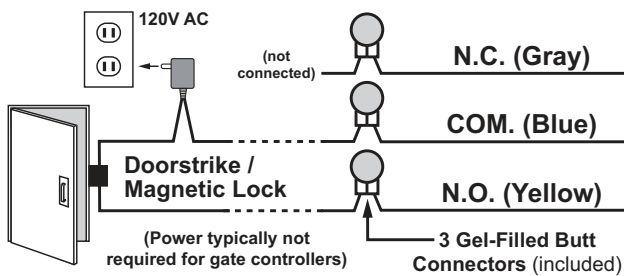 120V AC
(not
connected)
N.C. (Gray)
COM. (Blue)
Doorstrike /
Magnetic Lock
N.O. (Yellow)
(Power typically not
required for gate controllers)
3 Gel-Filled Butt
Connectors (included)